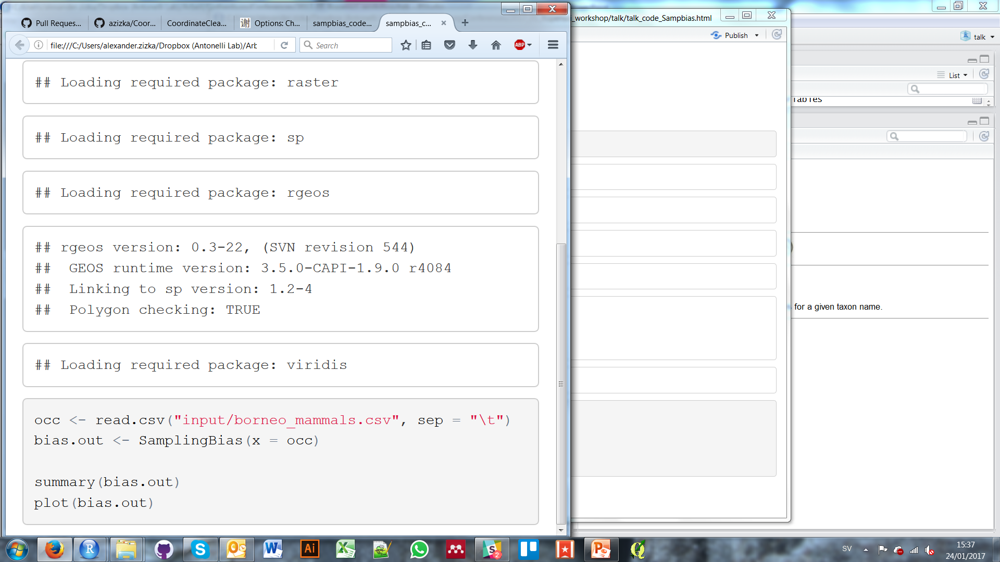 Pull Reques...
azizka/Coor...
CoordinateClea...
谢 Options: Ch...
sampbias_code...
sampbias_c...
file:///C:/Users/alexander.zizka/Dropbox (Antonelli Lab)/Art
Search
ABP
## Loading required package: raster
## Loading required package: sp
## Loading required package: rgeos
## rgeos version: 0.3-22, (SVN revision 544)
## GEOS runtime version: 3.5.0-CAPI-1.9.0 r4084
## Linking to sp version: 1.2-4
## Polygon checking: TRUE
## Loading required package: viridis
occ <- read.csv("input/borneo_mammals.csv", sep = "\t")
bias.out <- SamplingBias(x = occ)
summary(bias.out)
plot(bias.out)
_workshop/talk/talk_code_Sampbias.html
Publish
talk
List
Tables
for a given taxon name.
2
SV
15:37
24/01/2017